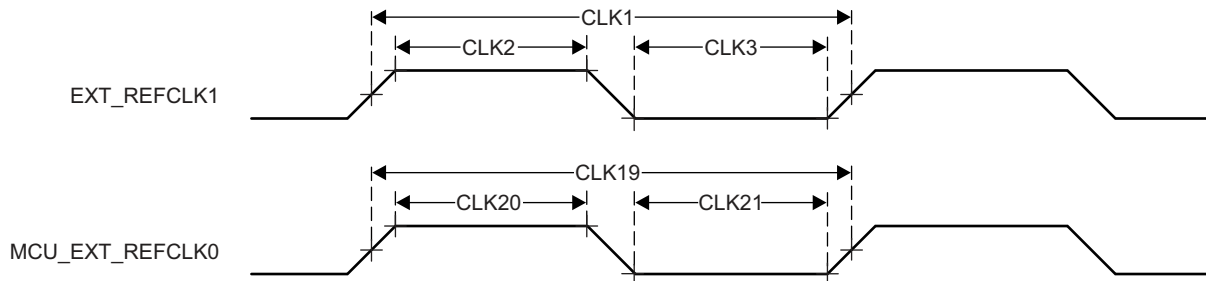 CLK1
CLK2
CLK3
EXT_REFCLK1
CLK19
CLK20
CLK21
MCU_EXT_REFCLK0